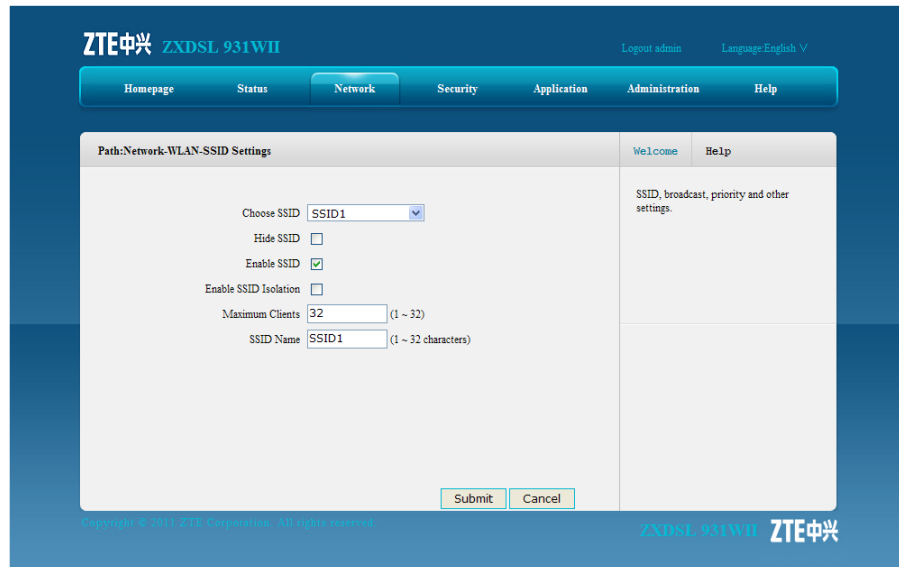 ZTE中兴 ZXDSL 931WII
Logout admin Language:English V
Homepage Status Network Security Application Administration Help
Path:Network-WLAN-SSID Settings
Welcome Help
SSID, broadcast, priority and other
settings.
Choose SSID SSID1
Hide SSID
Enable SSID
Enable SSID Isolation
Maximum Clients 32 (1 ~ 32)
SSID Name SSID1 (1 ~ 32 characters)
Submit Cancel
Copyright © 2011 ZTE Corporation. All rights reserved.
ZXDSL 931WII ZTE中兴